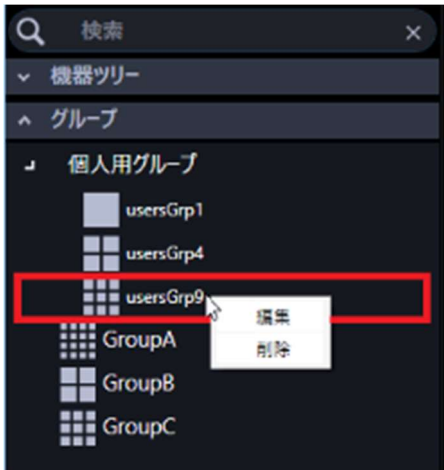 検索
機器ツリー
グループ
個人用グループ
usersGrp1
usersGrp4
usersGrp9
編集
GroupA
削除
GroupB
GroupC